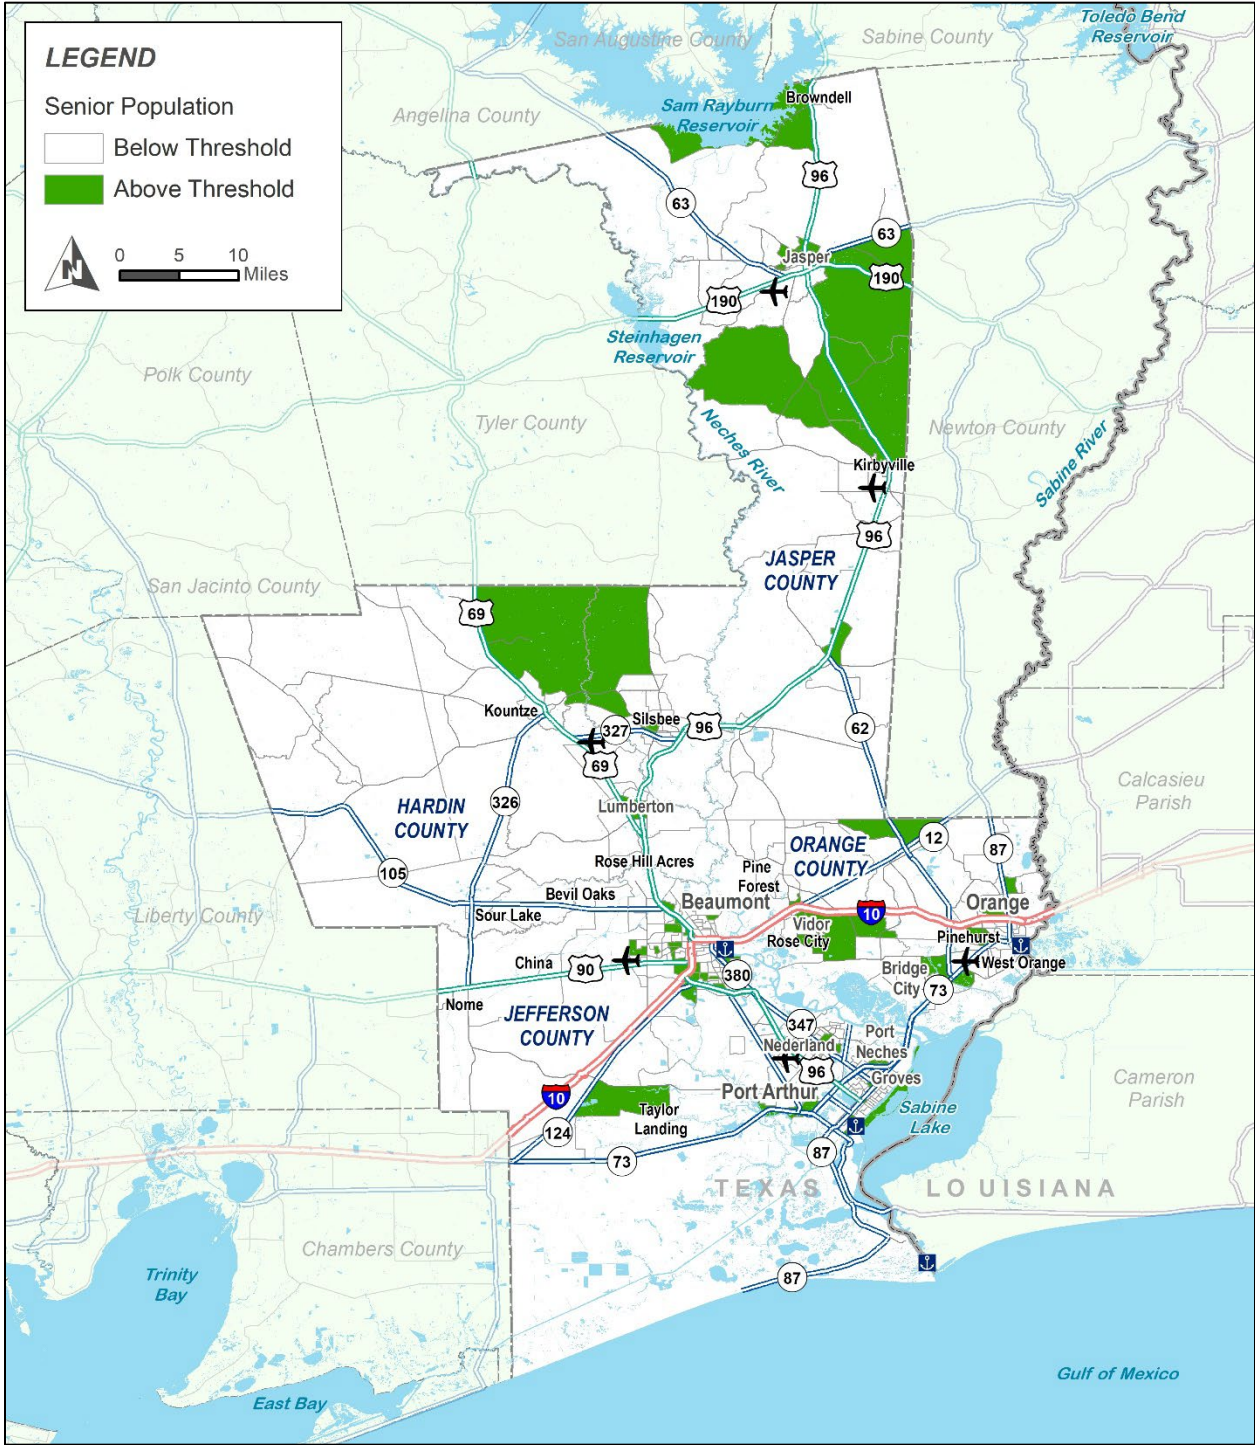 LEGEND
Senior Population
Below Threshold
Above Threshold
N
0 5 10
Miles
Toledo Bend
Reservoir
San Augustine County
Sabine County
Browndell
Sam Rayburn
Reservoir
Angelina County
96
63
63
Jasper
190
190
Steinhagen
Reservoir
Polk County
Tyler County
Newton County
Neches River
Sabine River
Kirbyville
96
JASPER
COUNTY
San Jacinto County
69
Kountze
Silsbee
327
96
62
69
Calcasieu
Parish
HARDIN
COUNTY
326
Lumberton
ORANGE
COUNTY
12
87
105
Rose Hill Acres
Pine
Forest
Bevil Oaks
Beaumont
Orange
Liberty County
Sour Lake
10
Vidor
Rose City
Pinehurst
West Orange
China
90
380
Bridge
City
73
Nome
JEFFERSON
COUNTY
347
Port
Neches
Nederland
96
Groves
Port Arthur
Cameron
Parish
10
Taylor
Landing
Sabine
Lake
124
73
87
TEXAS
LOUISIANA
Chambers County
Trinity
Bay
87
East Bay
Gulf of Mexico